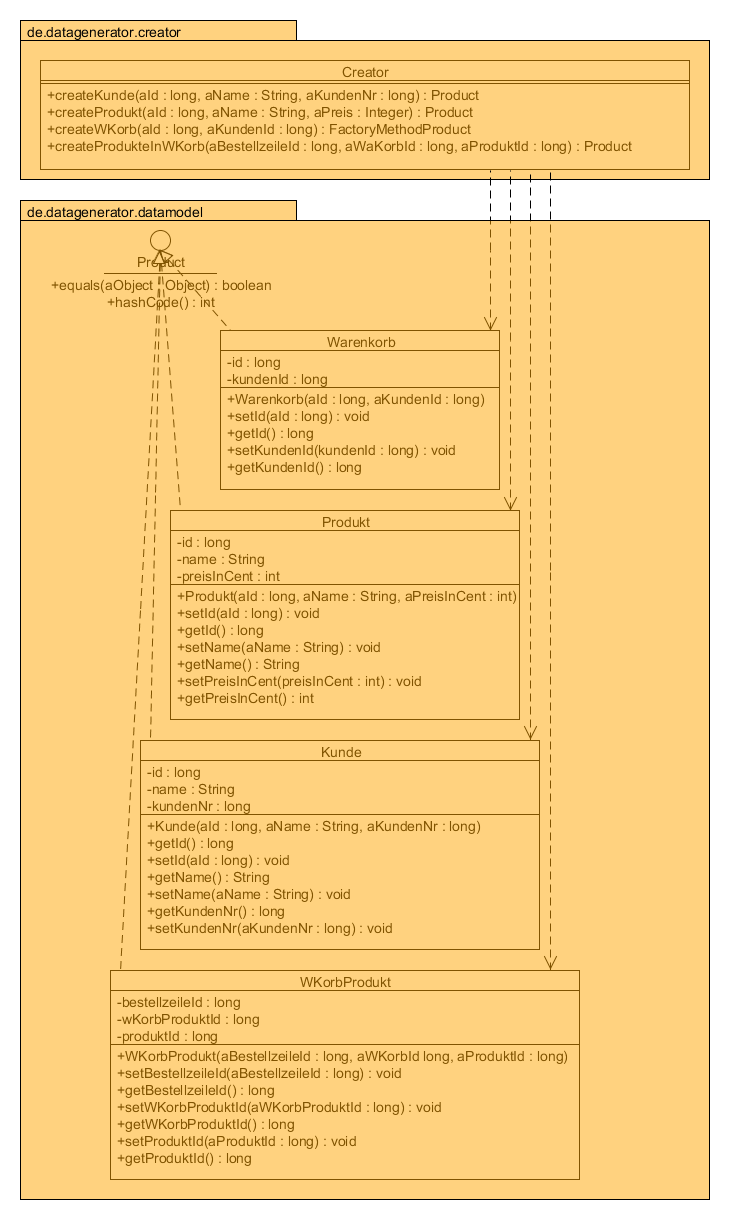 de.datagenerator.creator
Creator
+createKunde(aId : long, aName : String, aKundenNr : long) : Product
+createProdukt(aId : long, aName : String, aPreis : Integer) : Product
+createWKorb(aId : long, aKundenId : long) : FactoryMethodProduct
+createProdukteInWKorb(aBestellzeileId : long, aWaKorbId : long, aProduktId : long) : Product
de.datagenerator.datamodel
Product
+equals(aObject : Object) : boolean
+hashCode() : int
Warenkorb
-id : long
-kundenId : long
+Warenkorb(aId : long, aKundenId : long)
+setId(aId : long) : void
+getId() : long
+setKundenId(kundenId : long) : void
+getKundenId() : long
Produkt
-id : long
-name : String
-preisInCent : int
+Produkt(aId : long, aName : String, aPreisInCent : int)
+setId(aId : long) : void
+getId() : long
+setName(aName : String) : void
+getName() : String
+setPreisInCent(preisInCent : int) : void
+getPreisInCent() : int
Kunde
-id : long
-name : String
-kundenNr : long
+Kunde(aId : long, aName : String, aKundenNr : long)
+getId() : long
+setId(aId : long) : void
+getName() : String
+setName(aName : String) : void
+getKundenNr() : long
+setKundenNr(aKundenNr : long) : void
WKorbProdukt
-bestellzeileId : long
-wKorbProduktId : long
-produktId : long
+WKorbProdukt(aBestellzeileId : long, aWKorbId long, aProduktId : long)
+setBestellzeileId(aBestellzeileId : long) : void
+getBestellzeileId() : long
+setWKorbProduktId(aWKorbProduktId : long) : void
+getWKorbProduktId() : long
+setProduktId(aProduktId : long) : void
+getProduktId() : long